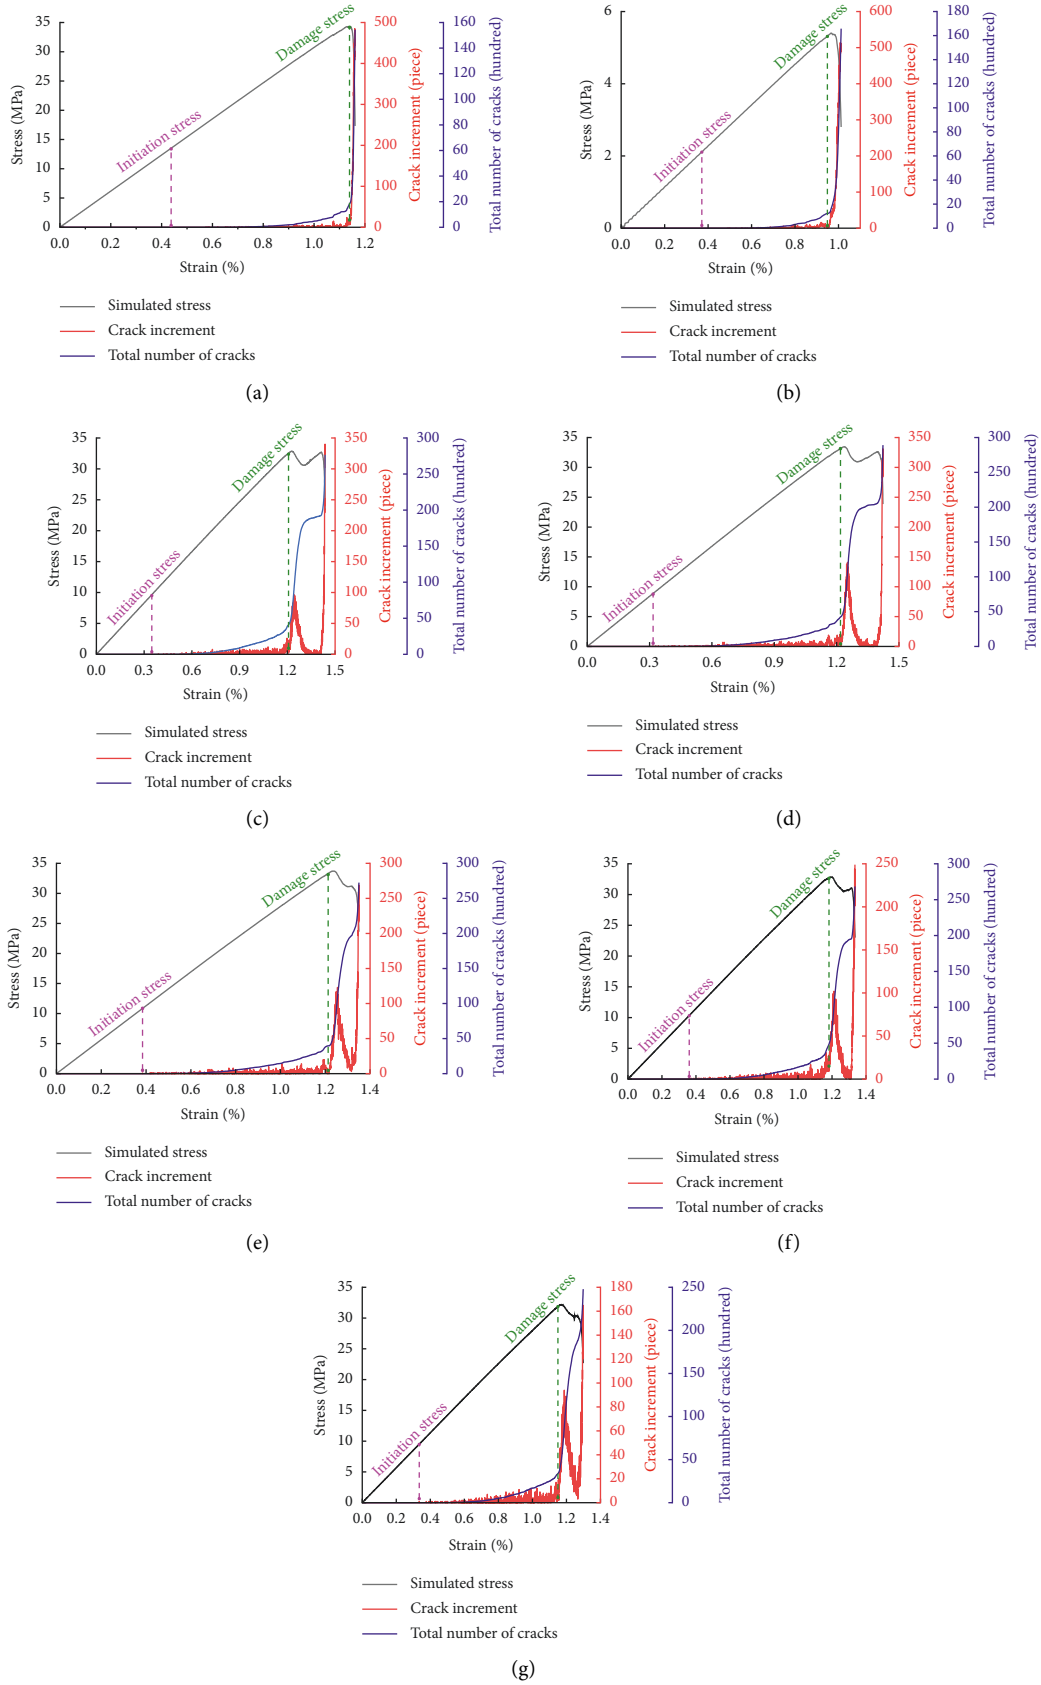 35
30
25
20
15
10
5
0
Stress (MPa)
Initiation stress
Damage stress
500
400
300
200
100
0
Crack increment (piece)
160
140
120
100
80
60
40
20
0
Total number of cracks (hundred)
0.0 0.2 0.4 0.6 0.8 1.0 1.2
Strain (%)
Simulated stress
Crack increment
Total number of cracks
(a)
6
4
2
0
Stress (MPa)
Initiation stress
Damage stress
600
500
400
300
200
100
0
Crack increment (piece)
180
160
140
120
100
80
60
40
20
0
Total number of cracks (hundred)
0.0 0.2 0.4 0.6 0.8 1.0
Strain (%)
Simulated stress
Crack increment
Total number of cracks
(b)
35
30
25
20
15
10
5
0
Stress (MPa)
Initiation stress
Damage stress
350
300
250
200
150
100
50
0
Crack increment (piece)
300
250
200
150
100
50
0
Total number of cracks (hundred)
0.0 0.3 0.6 0.9 1.2 1.5
Strain (%)
Simulated stress
Crack increment
Total number of cracks
(c)
35
30
25
20
15
10
5
0
Stress (MPa)
Initiation stress
Damage stress
350
300
250
200
150
100
50
0
Crack increment (piece)
300
250
200
150
100
50
0
Total number of cracks (hundred)
0.0 0.3 0.6 0.9 1.2 1.5
Strain (%)
Simulated stress
Crack increment
Total number of cracks
(d)
35
30
25
20
15
10
5
0
Stress (MPa)
Initiation stress
Damage stress
300
250
200
150
100
50
0
Crack increment (piece)
300
250
200
150
100
50
0
Total number of cracks (hundred)
0.0 0.2 0.4 0.6 0.8 1.0 1.2 1.4
Strain (%)
Simulated stress
Crack increment
Total number of cracks
(e)
35
30
25
20
15
10
5
0
Stress (MPa)
Initiation stress
Damage stress
250
200
150
100
50
0
Crack increment (piece)
300
250
200
150
100
50
0
Total number of cracks (hundred)
0.0 0.2 0.4 0.6 0.8 1.0 1.2 1.4
Strain (%)
Simulated stress
Crack increment
Total number of cracks
(f)
35
30
25
20
15
10
5
0
Stress (MPa)
Initiation stress
Damage stress
180
160
140
120
100
80
60
40
20
0
Crack increment (piece)
250
200
150
100
50
0
Total number of cracks (hundred)
0.0 0.2 0.4 0.6 0.8 1.0 1.2 1.4
Strain (%)
Simulated stress
Crack increment
Total number of cracks
(g)